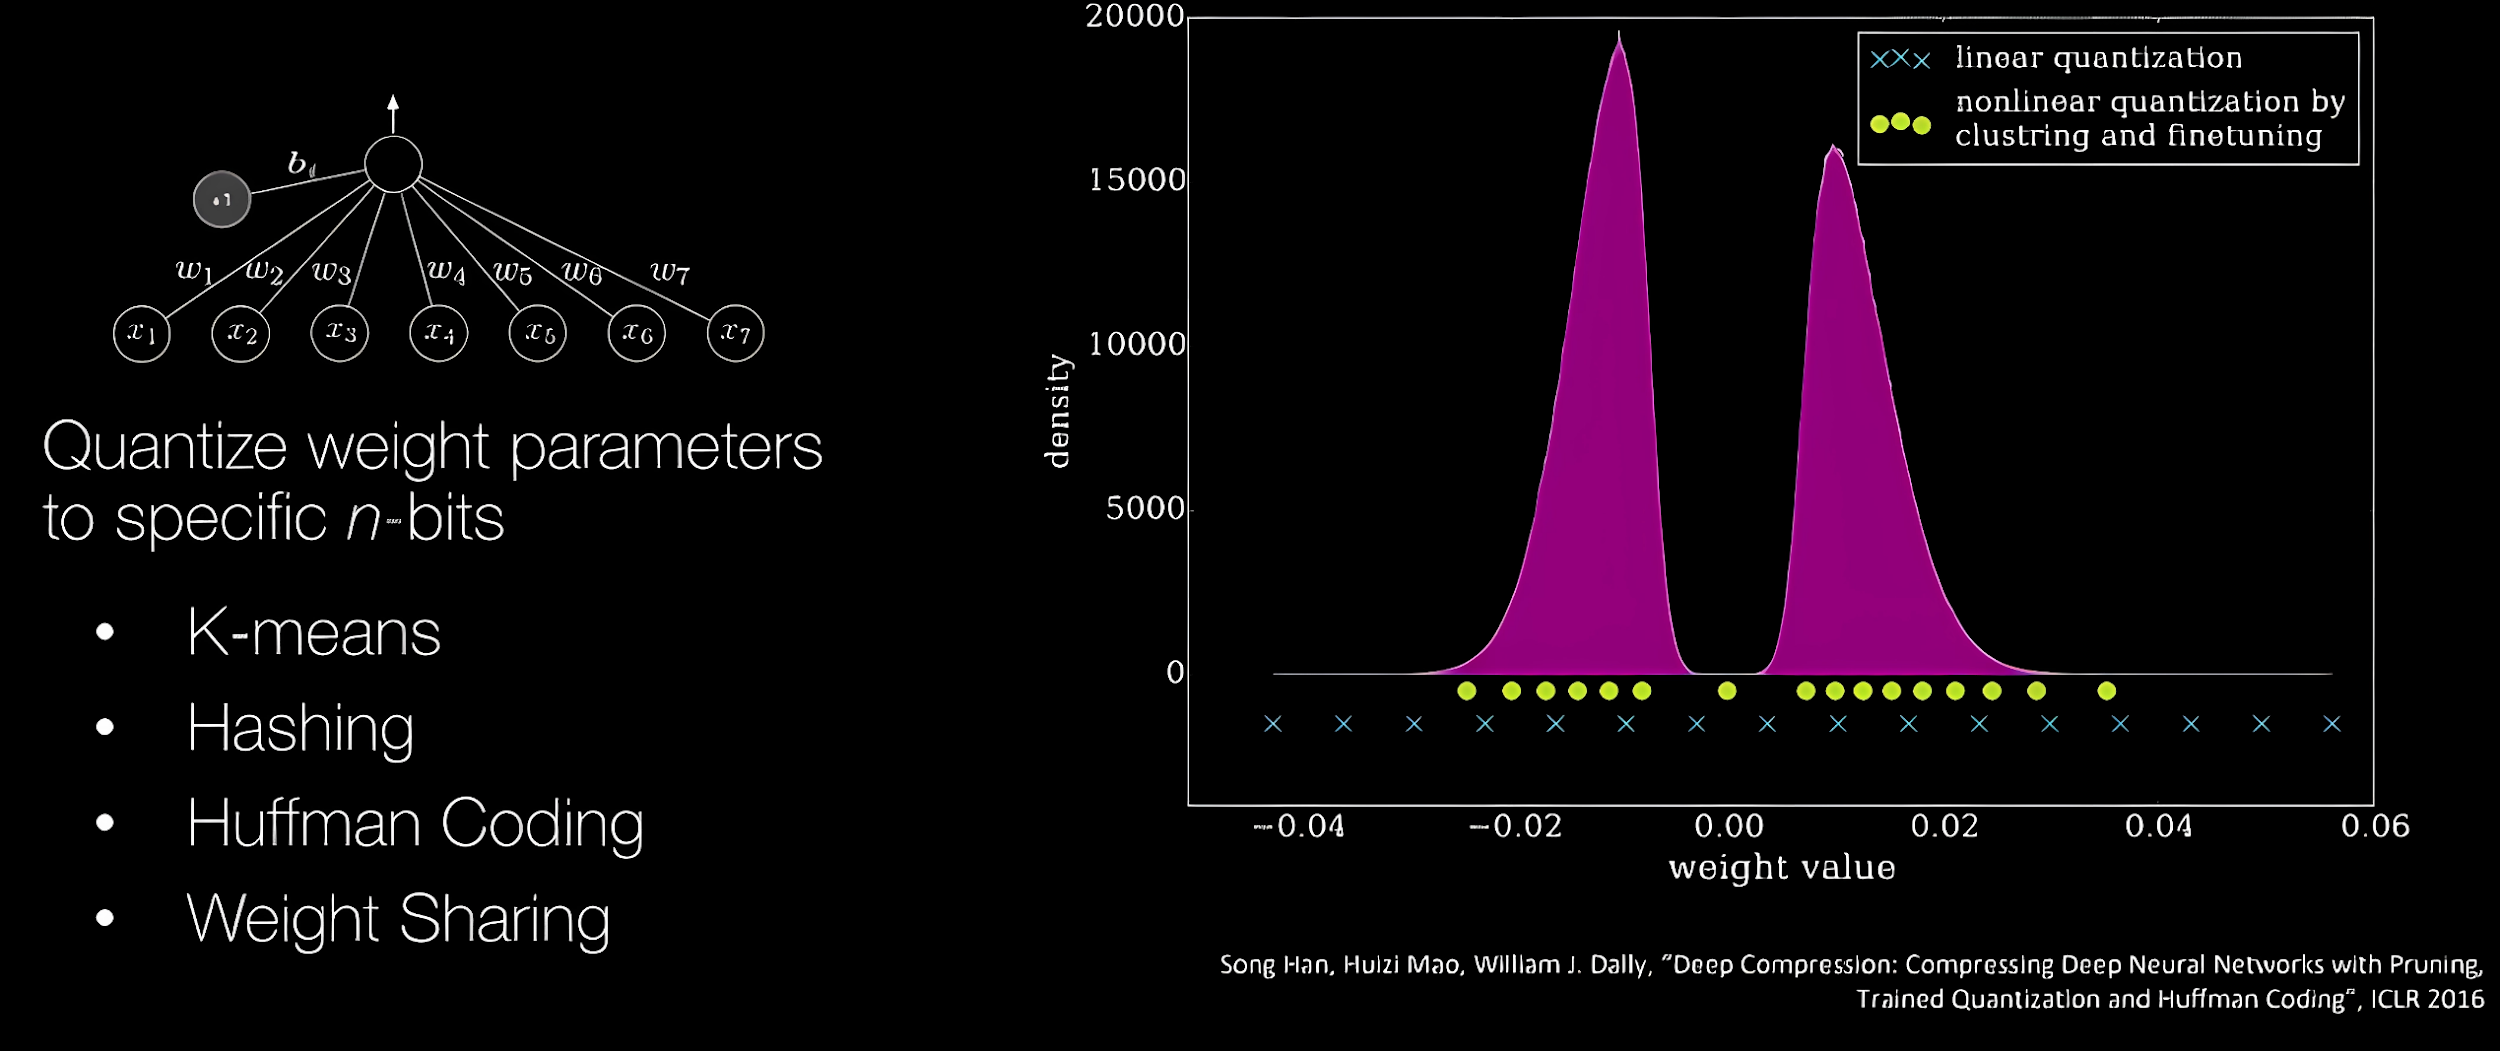 b
w1 w2 w3 w4 w5 w6 w7
x1 x2 x3 x4 x5 x6 x7
Quantize weight parameters
to specific n-bits
• K-means
• Hashing
• Huffman Coding
• Weight Sharing
20000
15000
10000
5000
0
density
linear quantization
nonlinear quantization by
clustring and finetuning
-0.04 -0.02 0.00 0.02 0.04 0.06
weight value
Song Han, Huizi Mao, William J. Dally, "Deep Compression: Compressing Deep Neural Networks with Pruning,
Trained Quantization and Huffman Coding", ICLR 2016